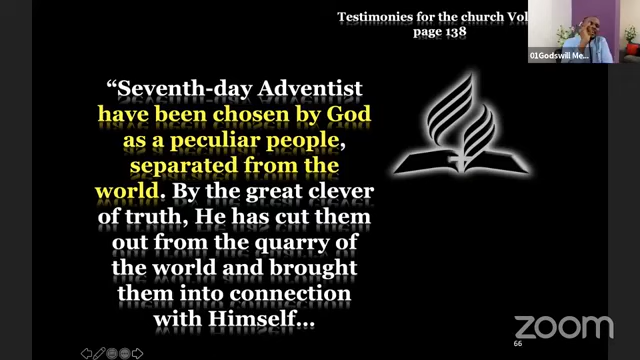 Testimonies for the church Vol
page 138
01Godswill Me...
“Seventh-day Adventist
have been chosen by God
as a peculiar people,
separated from the
world. By the great clever
of truth, He has cut them
out from the quarry of
the world and brought
them into connection
with Himself...
zoom
66